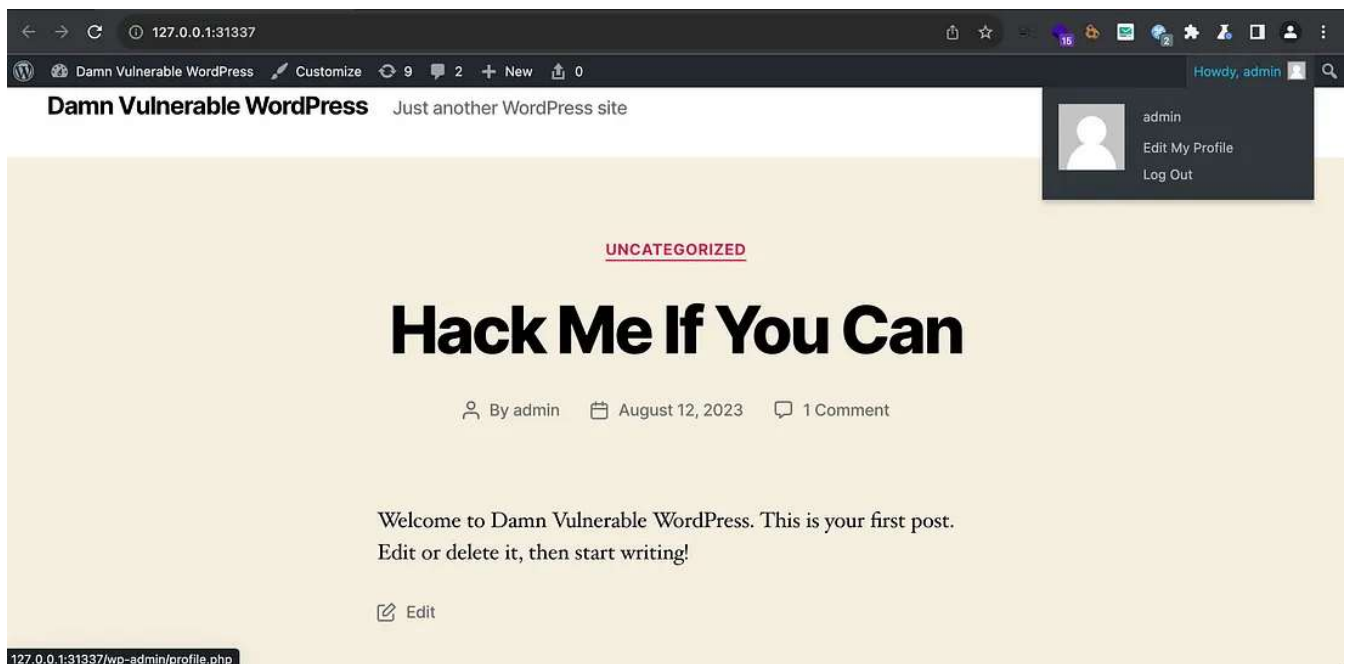 127.0.0.1:31337
15
2
Damn Vulnerable WordPress Customize 9 2 New 0 Howdy, admin
Damn Vulnerable WordPress Just another WordPress site
admin
Edit My Profile
Log Out
UNCATEGORIZED
Hack Me If You Can
By admin August 12, 2023 1 Comment
Welcome to Damn Vulnerable WordPress. This is your first post.
Edit or delete it, then start writing!
Edit
127.0.0.1:31337/wp-admin/profile.php